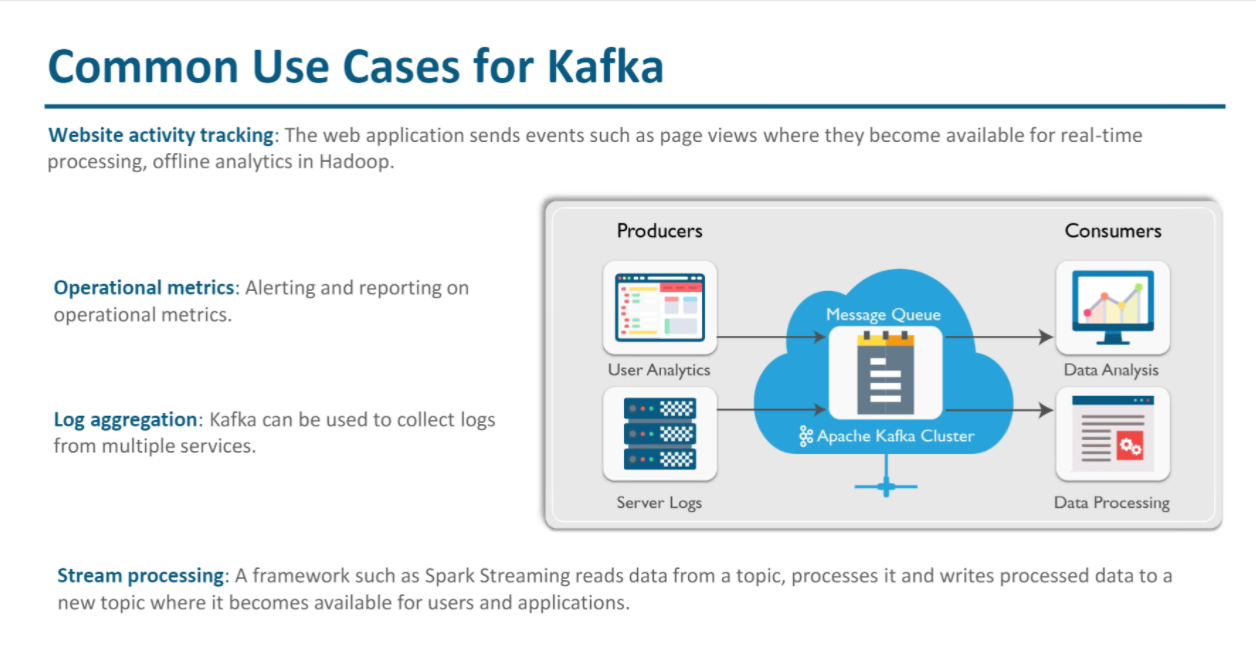 Common Use Cases for Kafka
Website activity tracking: The web application sends events such as page views where they become available for real-time
processing, offline analytics in Hadoop.
Operational metrics: Alerting and reporting on
operational metrics.
Log aggregation: Kafka can be used to collect logs
from multiple services.
Producers
Consumers
Message Queue
User Analytics
Data Analysis
Apache Kafka Cluster
Server Logs
Data Processing
Stream processing: A framework such as Spark Streaming reads data from a topic, processes it and writes processed data to a
new topic where it becomes available for users and applications.